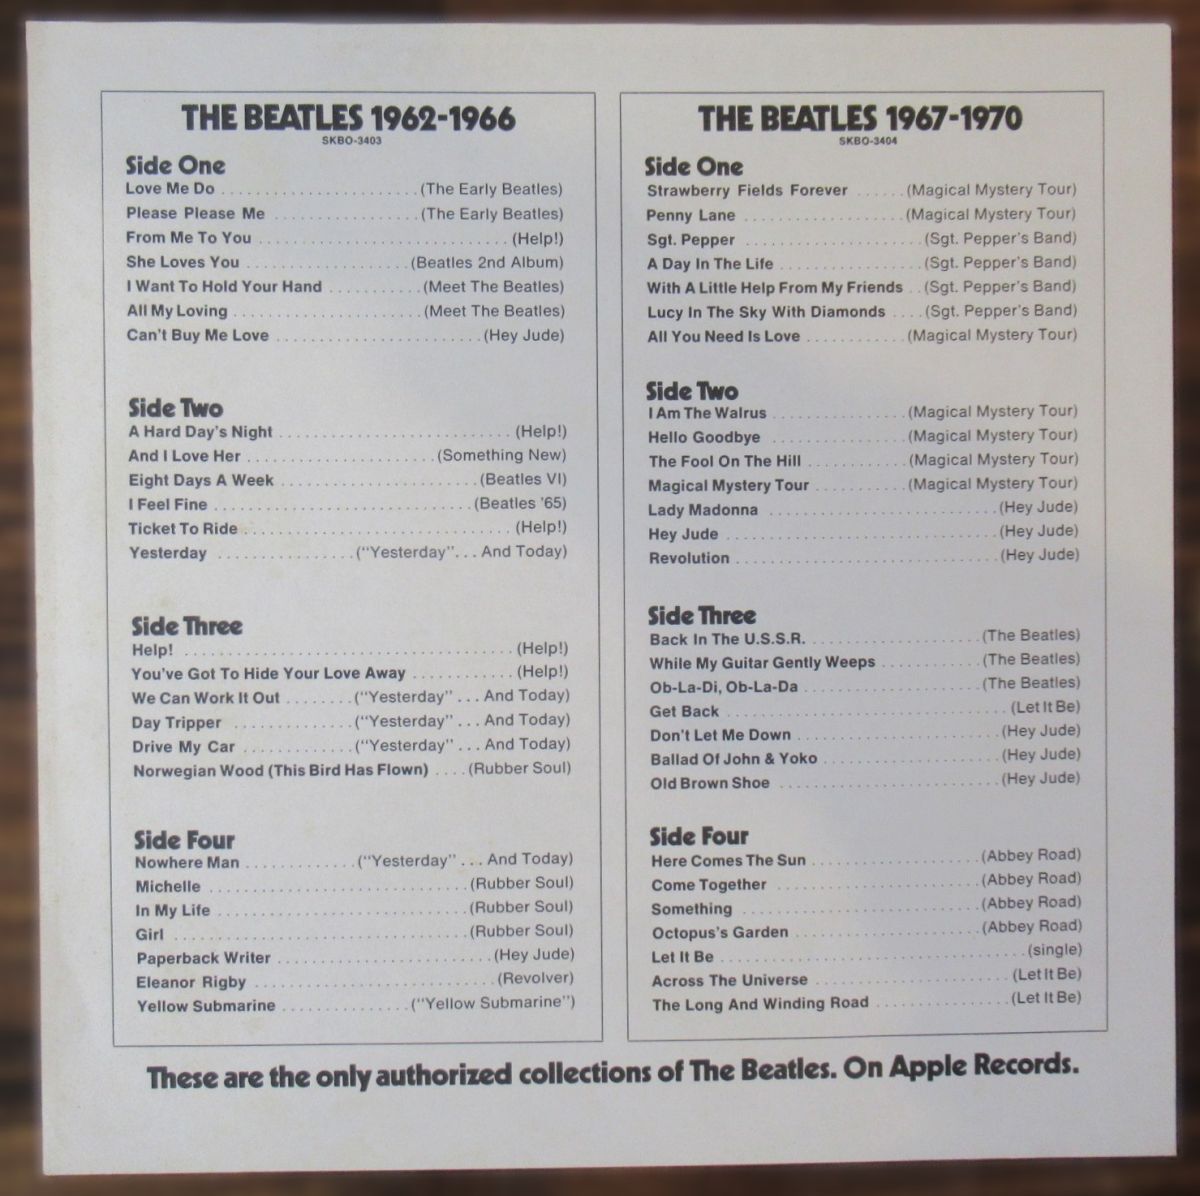 THE BEATLES 1962-1966
SKBO-3403
Side One
Love Me Do ....................... (The Early Beatles)
Please Please Me ................. (The Early Beatles)
From Me To You ............................. (Help!)
She Loves You ................... (Beatles 2nd Album)
I Want To Hold Your Hand .......... (Meet The Beatles)
All My Loving ...................... (Meet The Beatles)
Can't Buy Me Love ........................ (Hey Jude)
Side Two
A Hard Day's Night ........................... (Help!)
And I Love Her ...................... (Something New)
Eight Days A Week ....................... (Beatles VI)
I Feel Fine .............................. (Beatles '65)
Ticket To Ride ............................... (Help!)
Yesterday ............... ("Yesterday"... And Today)
Side Three
Help! ........................................ (Help!)
You've Got To Hide Your Love Away ............ (Help!)
We Can Work It Out ........ ("Yesterday" ... And Today)
Day Tripper ............. ("Yesterday" ... And Today)
Drive My Car ............ ("Yesterday" ... And Today)
Norwegian Wood (This Bird Has Flown) .... (Rubber Soul)
Side Four
Nowhere Man ............ ("Yesterday" ... And Today)
Michelle .............................. (Rubber Soul)
In My Life ............................. (Rubber Soul)
Girl .................................. (Rubber Soul)
Paperback Writer ......................... (Hey Jude)
Eleanor Rigby ............................ (Revolver)
Yellow Submarine .............. ("Yellow Submarine")
THE BEATLES 1967-1970
SKBO-3404
Side One
Strawberry Fields Forever ...... (Magical Mystery Tour)
Penny Lane ................... (Magical Mystery Tour)
Sgt. Pepper ..................... (Sgt. Pepper's Band)
A Day In The Life ................ (Sgt. Pepper's Band)
With A Little Help From My Friends .. (Sgt. Pepper's Band)
Lucy In The Sky With Diamonds .... (Sgt. Pepper's Band)
All You Need Is Love ........... (Magical Mystery Tour)
Side Two
I Am The Walrus ............... (Magical Mystery Tour)
Hello Goodbye ................ (Magical Mystery Tour)
The Fool On The Hill ........... (Magical Mystery Tour)
Magical Mystery Tour .......... (Magical Mystery Tour)
Lady Madonna ........................... (Hey Jude)
Hey Jude ............................... (Hey Jude)
Revolution .............................. (Hey Jude)
Side Three
Back In The U.S.S.R. ................. (The Beatles)
While My Guitar Gently Weeps .......... (The Beatles)
Ob-La-Di, Ob-La-Da .................. (The Beatles)
Get Back ................................ (Let It Be)
Don't Let Me Down ....................... (Hey Jude)
Ballad Of John & Yoko ................... (Hey Jude)
Old Brown Shoe .......................... (Hey Jude)
Side Four
Here Comes The Sun .................. (Abbey Road)
Come Together ....................... (Abbey Road)
Something ........................... (Abbey Road)
Octopus's Garden .................... (Abbey Road)
Let It Be .................................. (single)
Across The Universe ..................... (Let It Be)
The Long And Winding Road .............. (Let It Be)
These are the only authorized collections of The Beatles. On Apple Records.